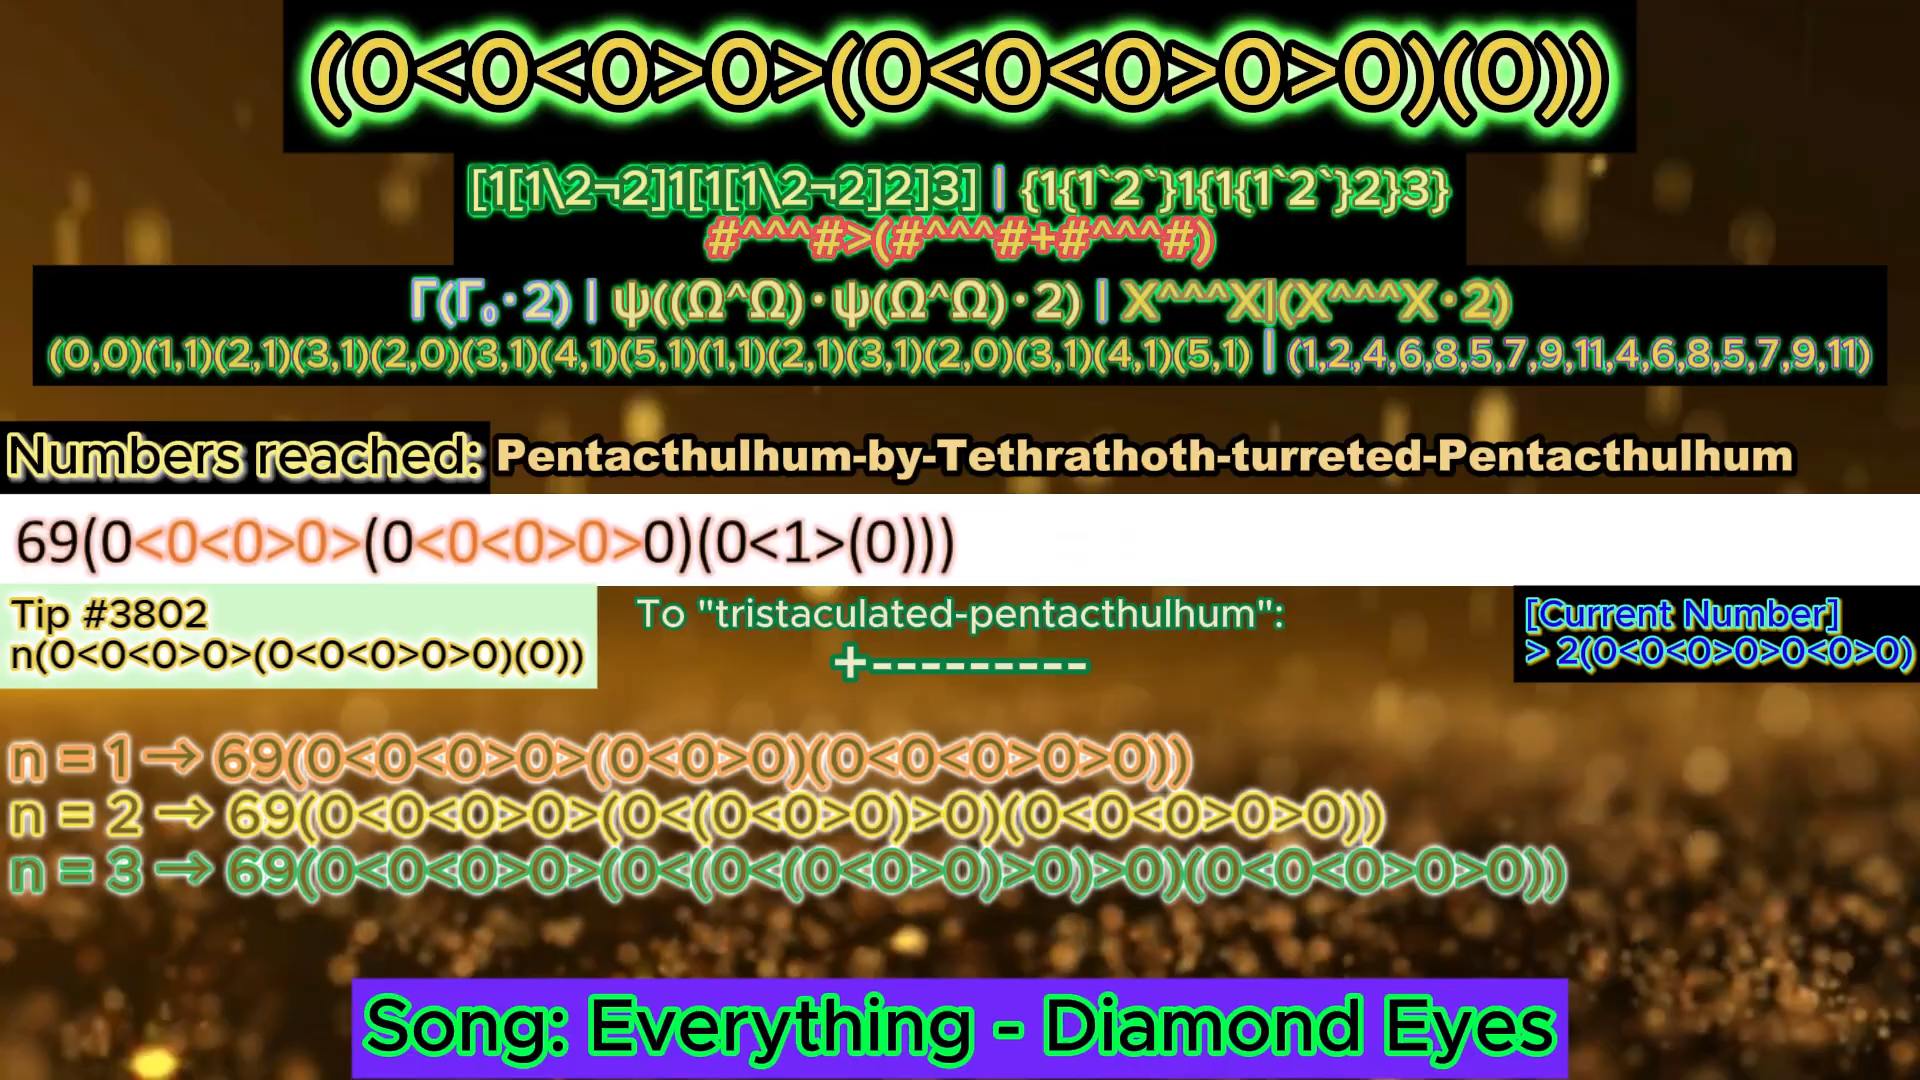 (0<0<0>0>(0<0<0>0>0)(0))
[1[1\2¬2]1[1[1\2¬2]2]3] | {1{1`2`}1{1{1`2`}2}3}
#^^^#>(#^^^#+#^^^#)
Γ(Γ₀·2) | ψ((Ω^Ω)·ψ(Ω^Ω)·2) | X^^^X|(X^^^X·2)
(0,0)(1,1)(2,1)(3,1)(2,0)(3,1)(4,1)(5,1)(1,1)(2,1)(3,1)(2,0)(3,1)(4,1)(5,1) | (1,2,4,6,8,5,7,9,11,4,6,8,5,7,9,11)
Numbers reached: Pentacthulhum-by-Tethrathoth-turreted-Pentacthulhum
69(0<0<0>0>(0<0<0>0>0)(0<1>(0)))
Tip #3802
n(0<0<0>0>(0<0<0>0>0)(0))
To "tristaculated-pentacthulhum":
+---------
[Current Number]
> 2(0<0<0>0>0<0>0)
n = 1 → 69(0<0<0>0>(0<0>0)(0<0<0>0>0))
n = 2 → 69(0<0<0>0>(0<(0<0>0)>0)(0<0<0>0>0))
n = 3 → 69(0<0<0>0>(0<(0<(0<0>0)>0)>0)(0<0<0>0>0))
Song: Everything - Diamond Eyes